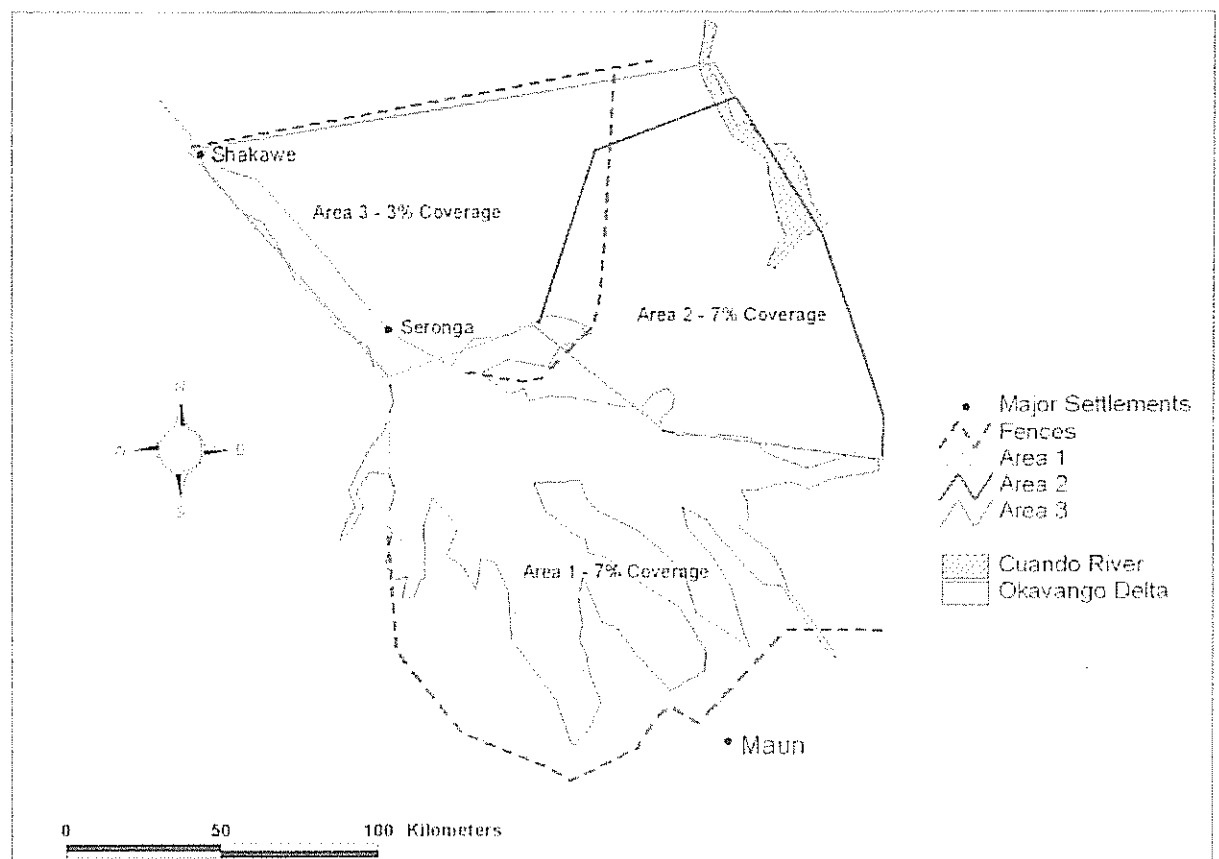 Shakawe
Area 3 - 3% Coverage
Area 2 - 7% Coverage
Seronga
N
S
Major Settlements
Fences
Area 1
Area 2
Area 3
Area 1 - 7% Coverage
Cuando River
Okavango Delta
Maun
0 50 100 Kilometers